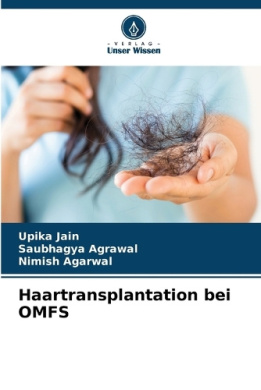 VERLAG
Unser Wissen
Upika Jain
Saubhagya Agrawal
Nimish Agarwal
Haartransplantation bei
OMFS